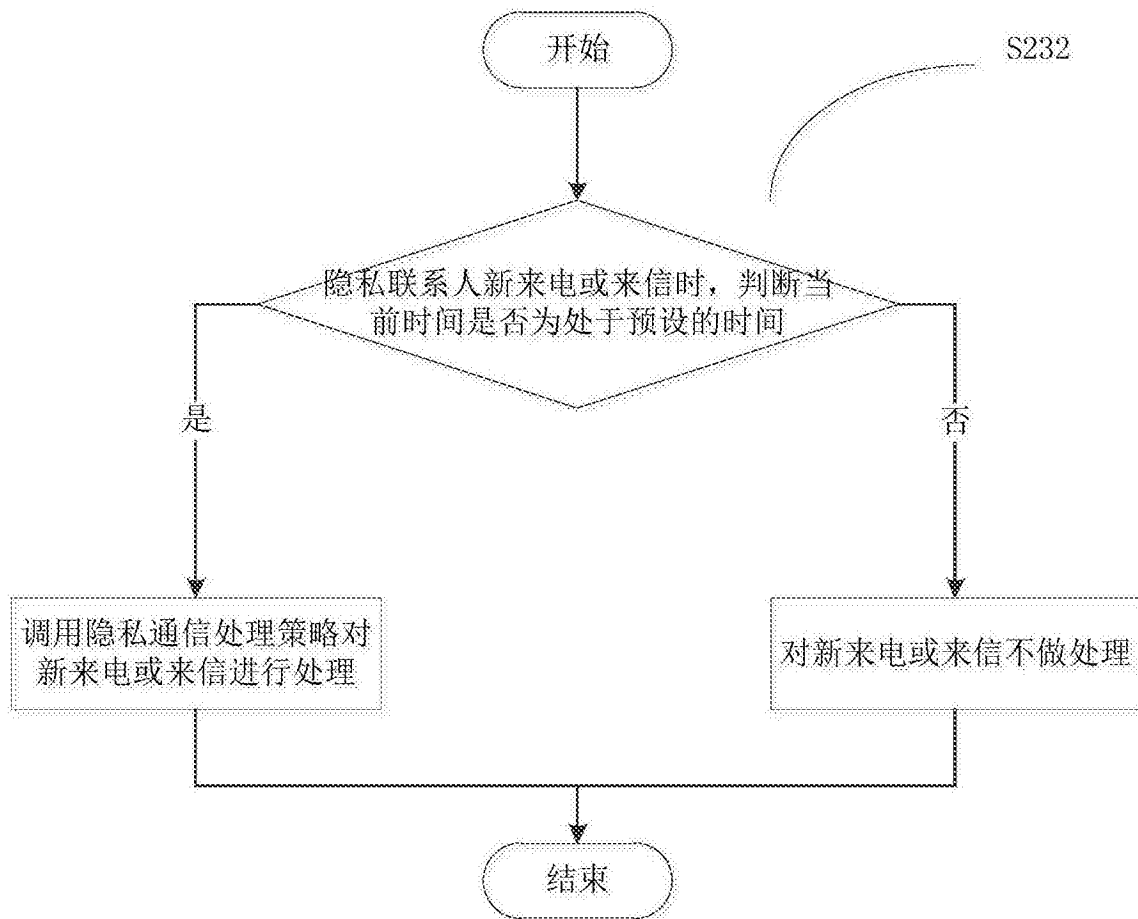 开始
S232
隐私联系人新来电或来信时，判断当
前时间是否为处于预设的时间
是
否
调用隐私通信处理策略对
新来电或来信进行处理
对新来电或来信不做处理
结束